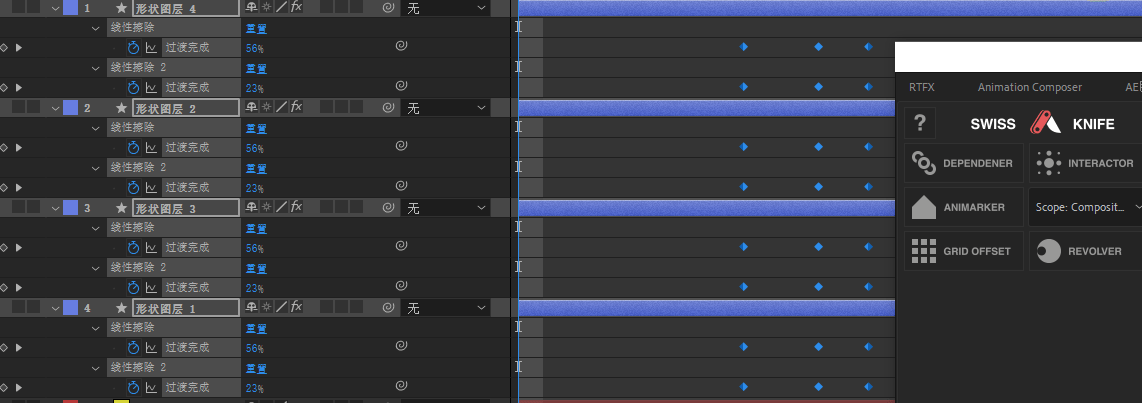 1 形状图层 4 fx 无
线性擦除 重置
过渡完成 56%
线性擦除 2 重置
过渡完成 23%
2 形状图层 2 fx 无
线性擦除 重置
过渡完成 56%
线性擦除 2 重置
过渡完成 23%
3 形状图层 3 fx 无
线性擦除 重置
过渡完成 56%
线性擦除 2 重置
过渡完成 23%
4 形状图层 1 fx 无
线性擦除 重置
过渡完成 56%
线性擦除 2 重置
过渡完成 23%
RTFX Animation Composer
? SWISS KNIFE
DEPENDENER INTERACTOR
ANIMARKER Scope: Composit...
GRID OFFSET REVOLVER